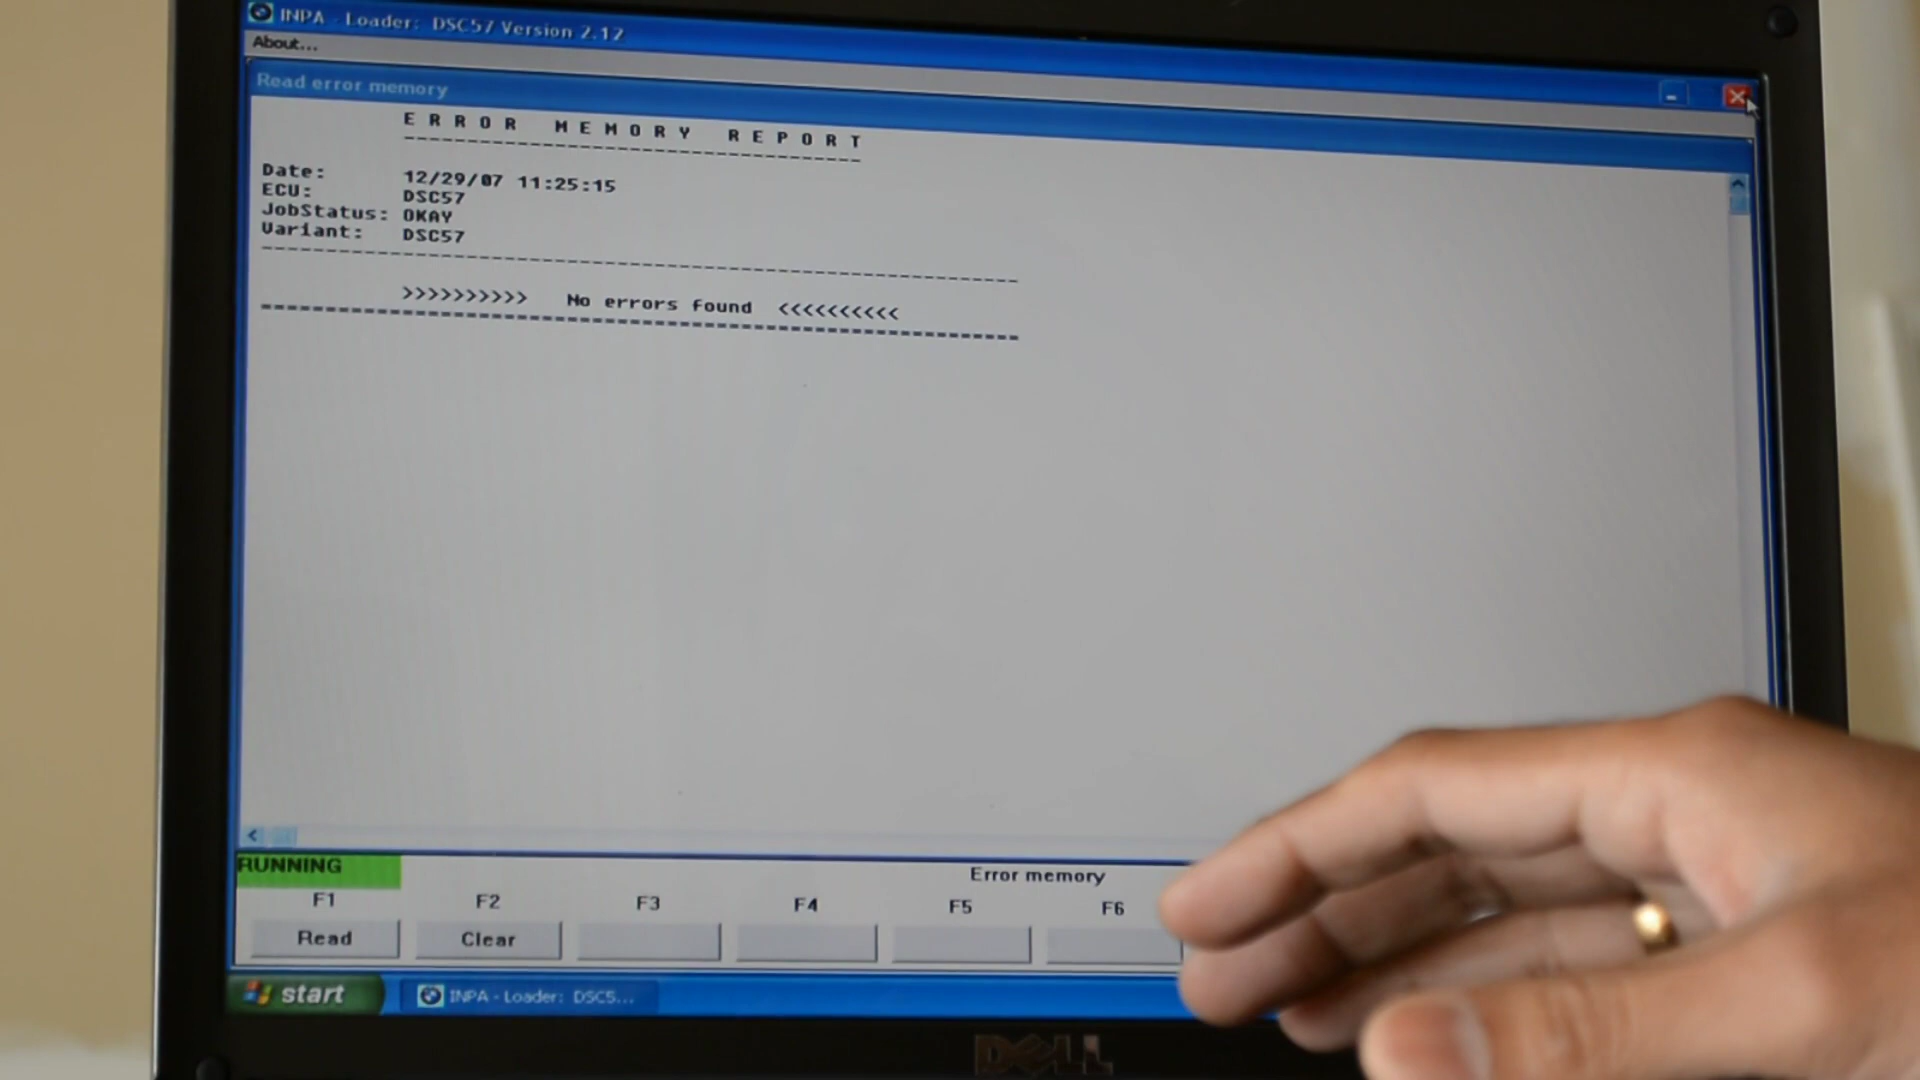 INPA - Loader: DSC57 Version 2.12
About...
Read error memory
E R R O R   M E M O R Y   R E P O R T
-------------------------------------
Date: 12/29/07 11:25:15
ECU: DSC57
JobStatus: OKAY
Variant: DSC57
-------------------------------------------------------------
>>>>>>>>>> No errors found <<<<<<<<<<
=============================================================
RUNNING
Error memory
F1 F2 F3 F4 F5 F6
Read Clear
start INPA - Loader: DSC5...
DELL